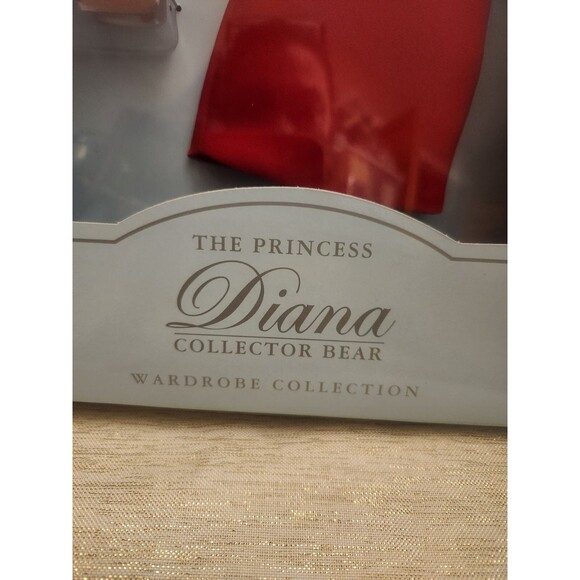 THE PRINCESS
Diana
COLLECTOR BEAR
WARDROBE COLLECTION